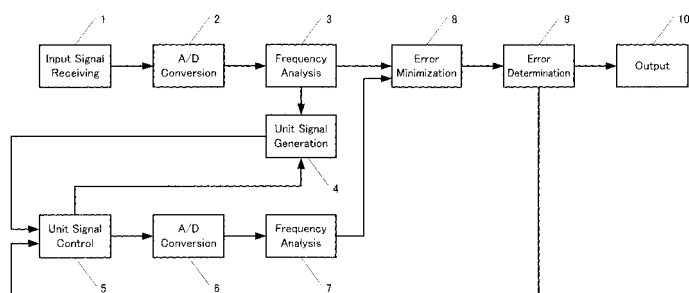 1
2
3
8
9
10
Input Signal
Receiving
A/D
Conversion
Frequency
Analysis
Error
Minimization
Error
Determination
Output
Unit Signal
Generation
4
Unit Signal
Control
A/D
Conversion
Frequency
Analysis
5
6
7